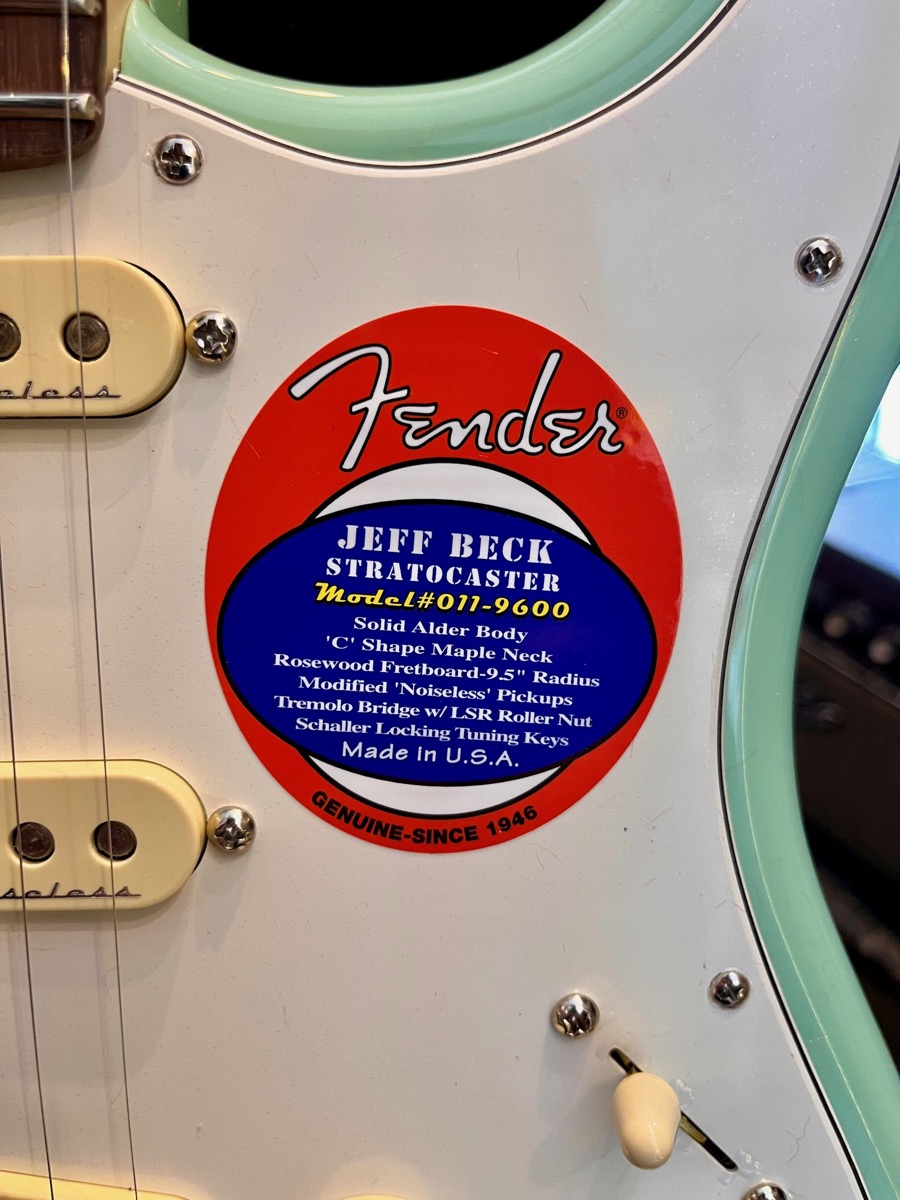 Fender®
JEFF BECK
STRATOCASTER
Model#011-9600
Solid Alder Body
'C' Shape Maple Neck
Rosewood Fretboard-9.5" Radius
Modified 'Noiseless' Pickups
Tremolo Bridge w/ LSR Roller Nut
Schaller Locking Tuning Keys
Made in U.S.A.
GENUINE-SINCE 1946